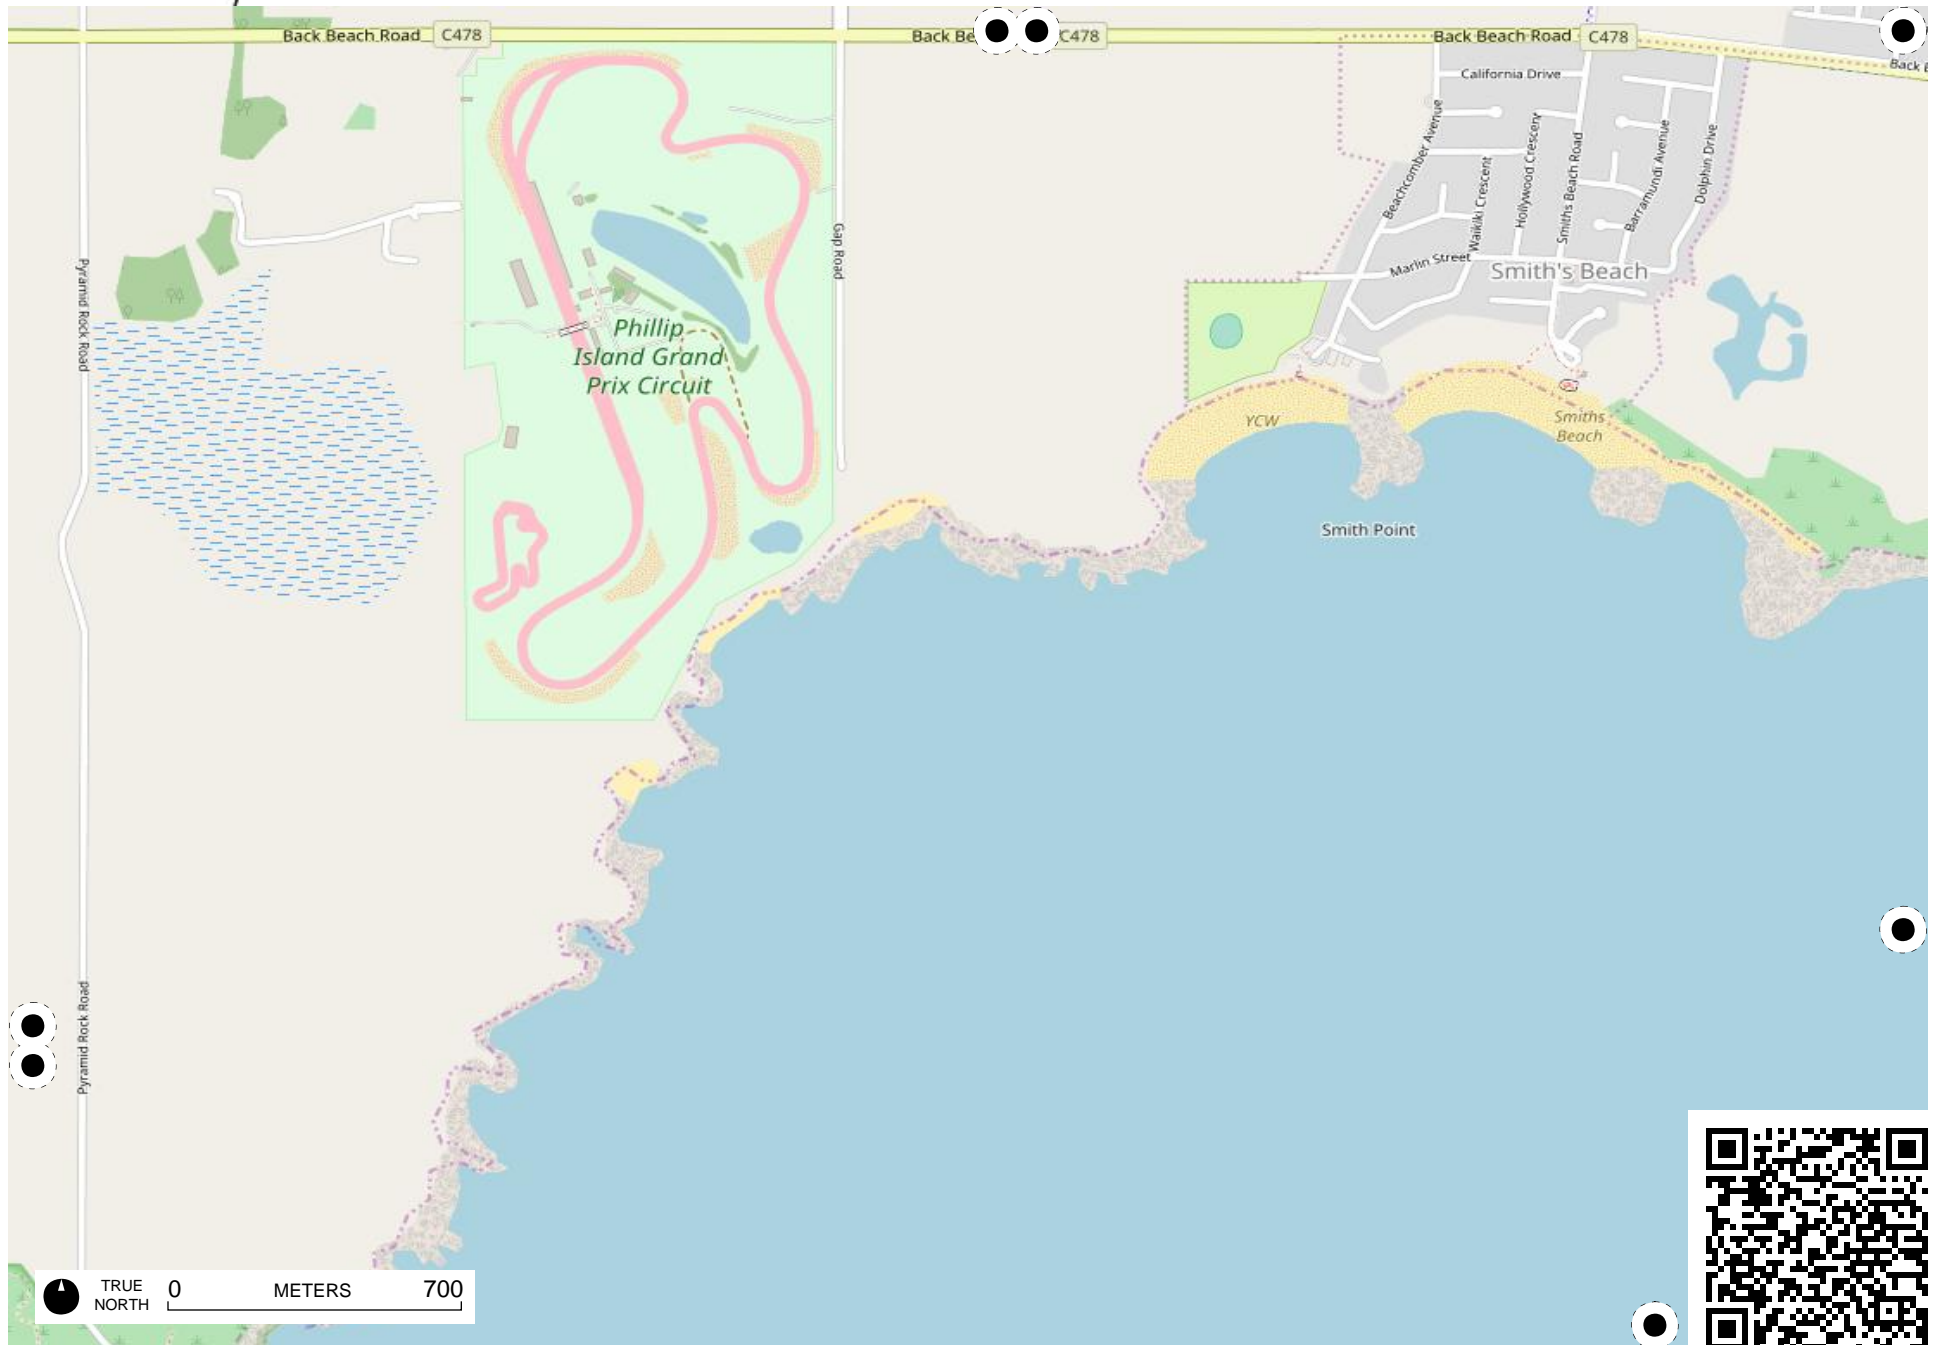 Back Beach Road
C478
Back Be
C478
Back Beach Road
C478
Back
California Drive
Beachcomber Avenue
Waikiki Crescent
Hollywood Crescent
Smiths Beach Road
Barramundi Avenue
Dolphin Drive
Marlin Street
Smith's Beach
Gap Road
Pyramid Rock Road
Phillip
Island Grand
Prix Circuit
YCW
Smiths
Beach
Smith Point
Pyramid Rock Road
TRUE
NORTH
0 METERS 700